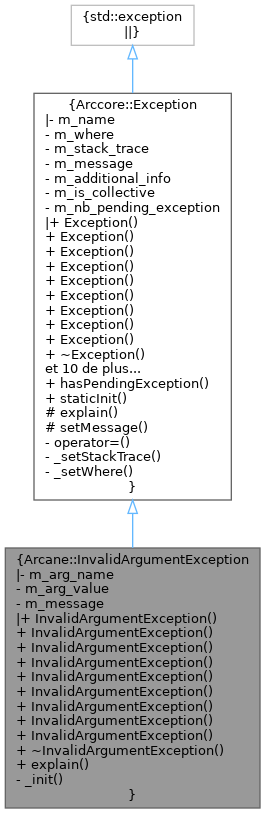 {std::exception
||}
{Arccore::Exception
|- m_name
- m_where
- m_stack_trace
- m_message
- m_additional_info
- m_is_collective
- m_nb_pending_exception
|+ Exception()
+ Exception()
+ Exception()
+ Exception()
+ Exception()
+ Exception()
+ Exception()
+ Exception()
+ Exception()
+ ~Exception()
et 10 de plus...
+ hasPendingException()
+ staticInit()
# explain()
# setMessage()
- operator=()
- _setStackTrace()
- _setWhere()
}
{Arcane::InvalidArgumentException
|- m_arg_name
- m_arg_value
- m_message
|+ InvalidArgumentException()
+ InvalidArgumentException()
+ InvalidArgumentException()
+ InvalidArgumentException()
+ InvalidArgumentException()
+ InvalidArgumentException()
+ InvalidArgumentException()
+ InvalidArgumentException()
+ InvalidArgumentException()
+ ~InvalidArgumentException()
+ explain()
- _init()
}